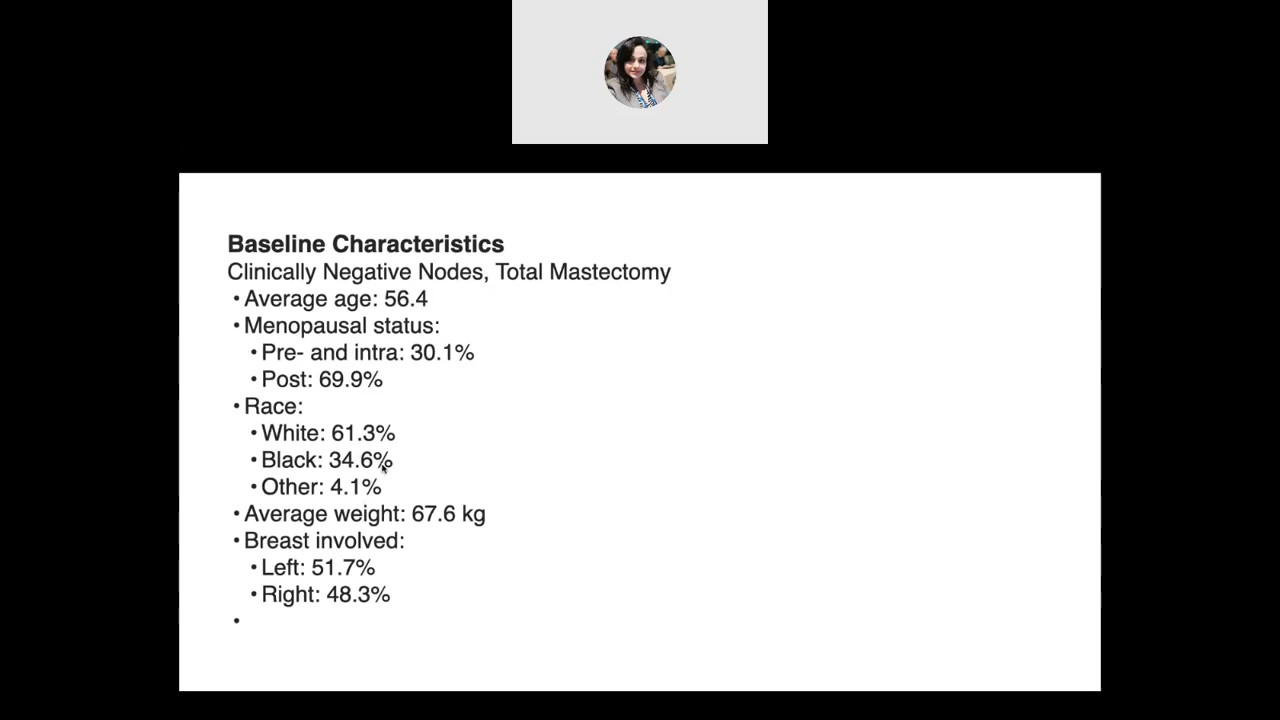 Baseline Characteristics
Clinically Negative Nodes, Total Mastectomy
• Average age: 56.4
• Menopausal status:
• Pre- and intra: 30.1%
• Post: 69.9%
• Race:
• White: 61.3%
• Black: 34.6%
• Other: 4.1%
• Average weight: 67.6 kg
• Breast involved:
• Left: 51.7%
• Right: 48.3%
•